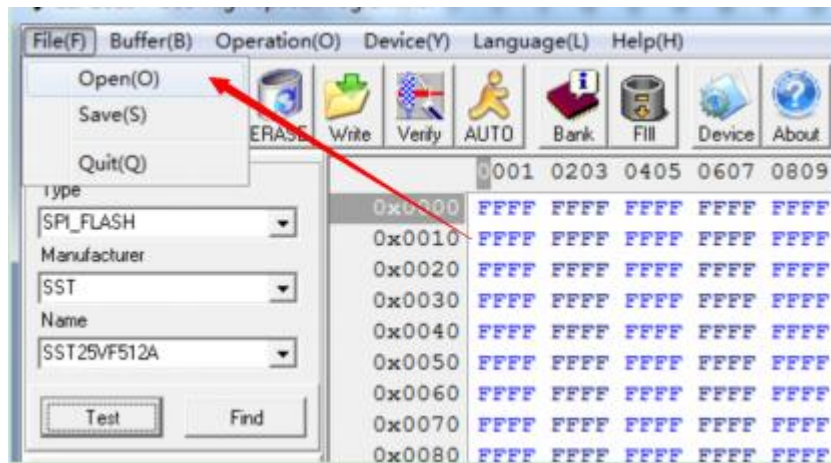 File(F) Buffer(B) Operation(O) Device(Y) Language(L) Help(H)
Open(O)
Save(S)
Quit(Q)
ERASE Write Verify AUTO Bank Fill Device About
Type
SPI_FLASH
Manufacturer
SST
Name
SST25VF512A
Test Find
0001 0203 0405 0607 0809
0x0000 FFFF FFFF FFFF FFFF FFFF
0x0010 FFFF FFFF FFFF FFFF FFFF
0x0020 FFFF FFFF FFFF FFFF FFFF
0x0030 FFFF FFFF FFFF FFFF FFFF
0x0040 FFFF FFFF FFFF FFFF FFFF
0x0050 FFFF FFFF FFFF FFFF FFFF
0x0060 FFFF FFFF FFFF FFFF FFFF
0x0070 FFFF FFFF FFFF FFFF FFFF
0x0080 FFFF FFFF FFFF FFFF FFFF